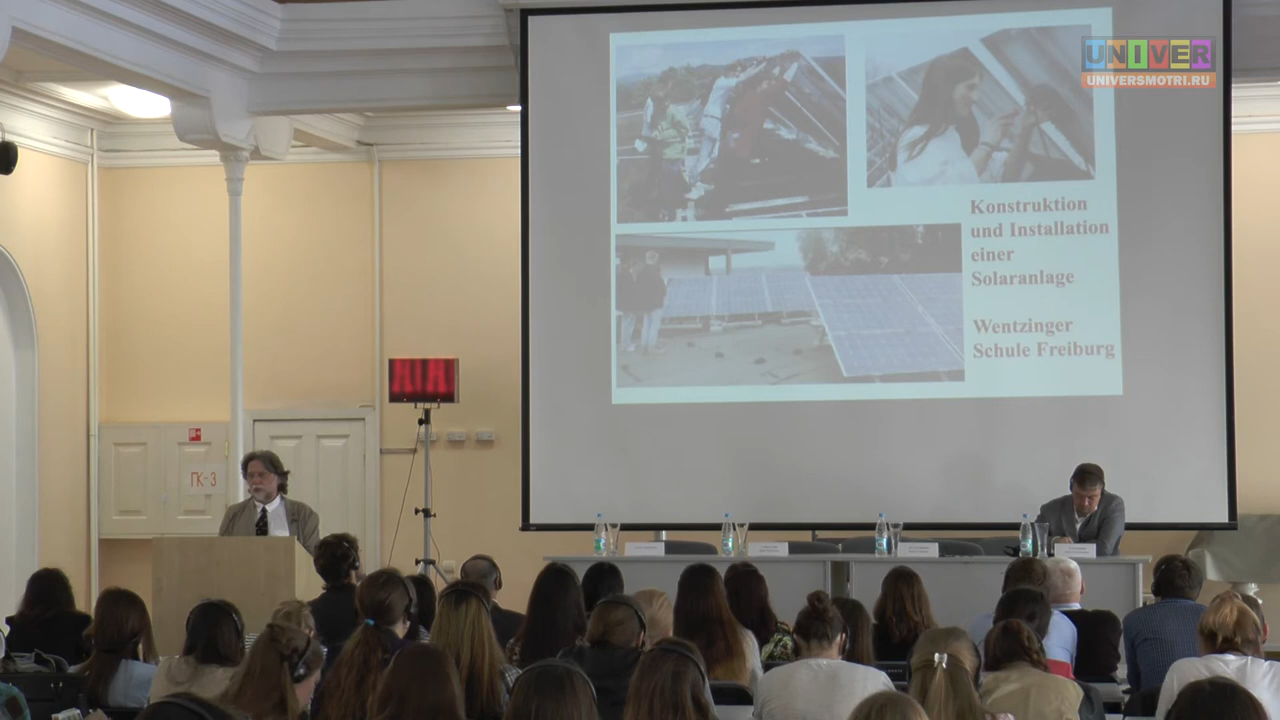 UNIVER
UNIVERSMOTRI.RU
Konstruktion
und Installation
einer
Solaranlage
Wentzinger
Schule Freiburg
ГК-3